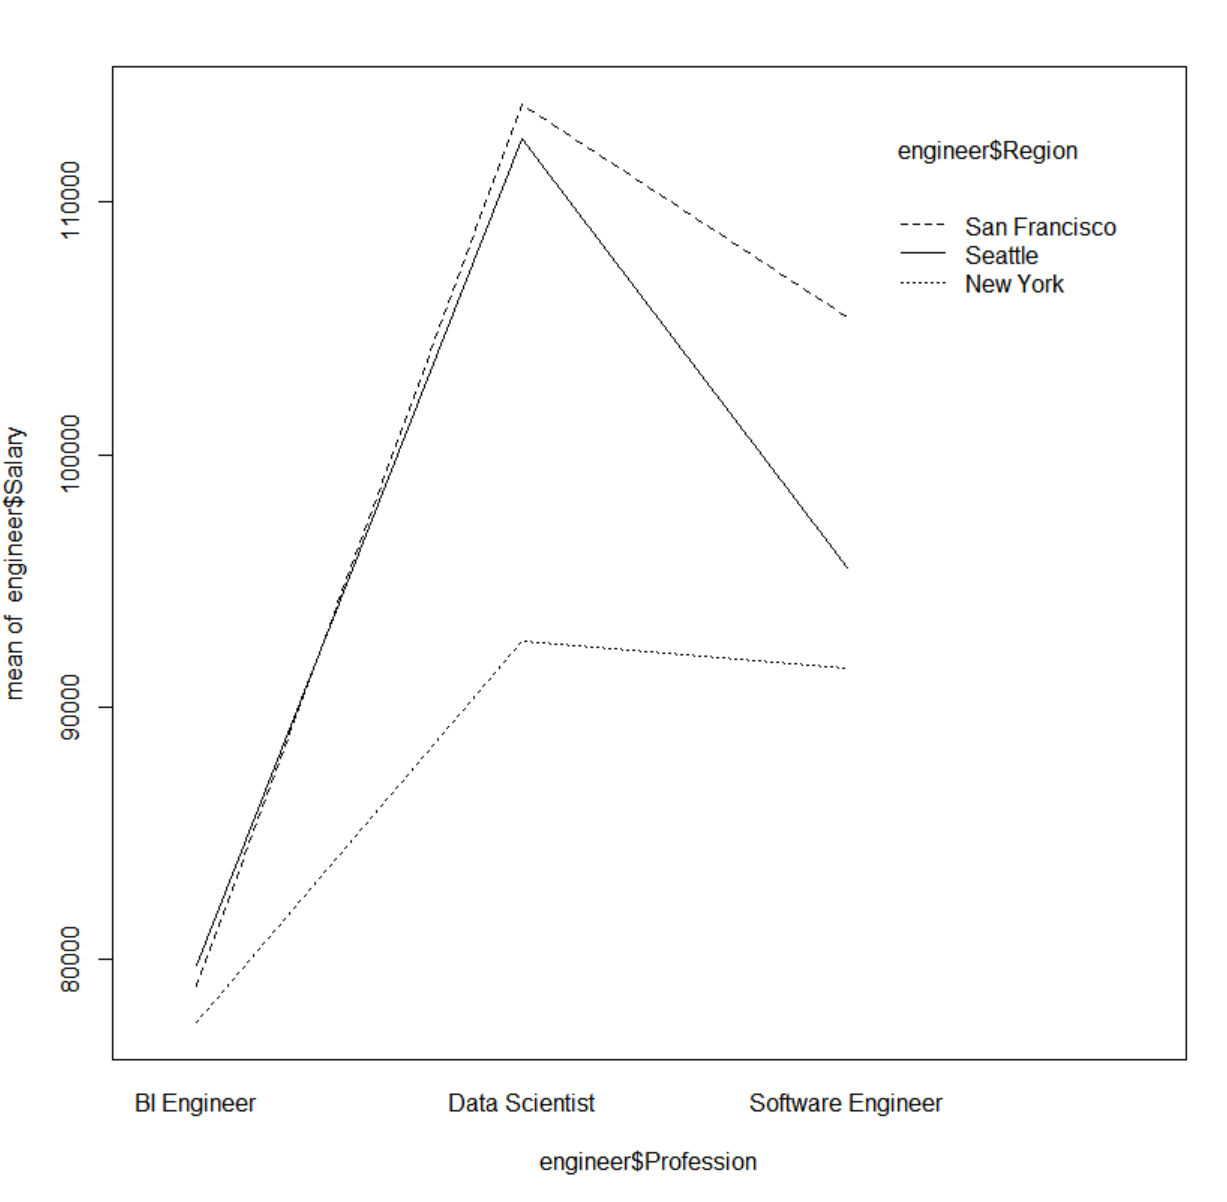 engineer$Region
San Francisco
Seattle
New York
mean of engineer$Salary
110000
1000000
90000
80000
BI Engineer
Data Scientist
Software Engineer
engineer$Profession